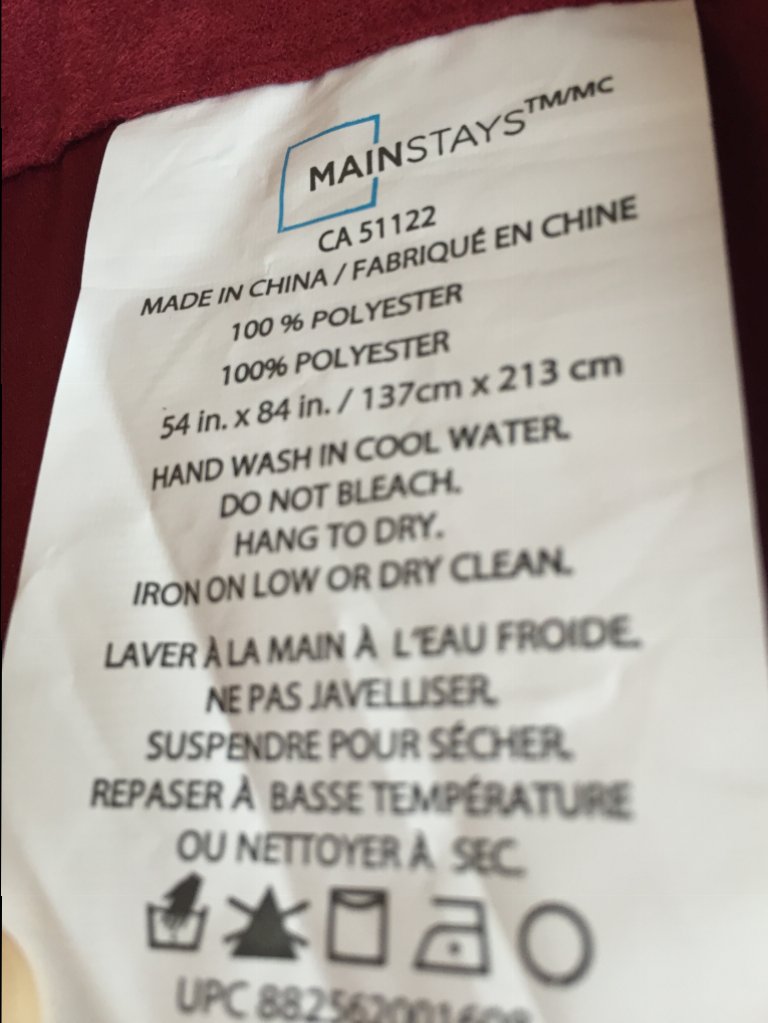 MAINSTAYS™/MC
CA 51122
MADE IN CHINA / FABRIQUÉ EN CHINE
100 % POLYESTER
100% POLYESTER
54 in. x 84 in. / 137cm x 213 cm
HAND WASH IN COOL WATER.
DO NOT BLEACH.
HANG TO DRY.
IRON ON LOW OR DRY CLEAN.
LAVER À LA MAIN À L'EAU FROIDE.
NE PAS JAVELLISER.
SUSPENDRE POUR SÉCHER.
REPASER À BASSE TEMPÉRATURE
OU NETTOYER À SEC.
UPC